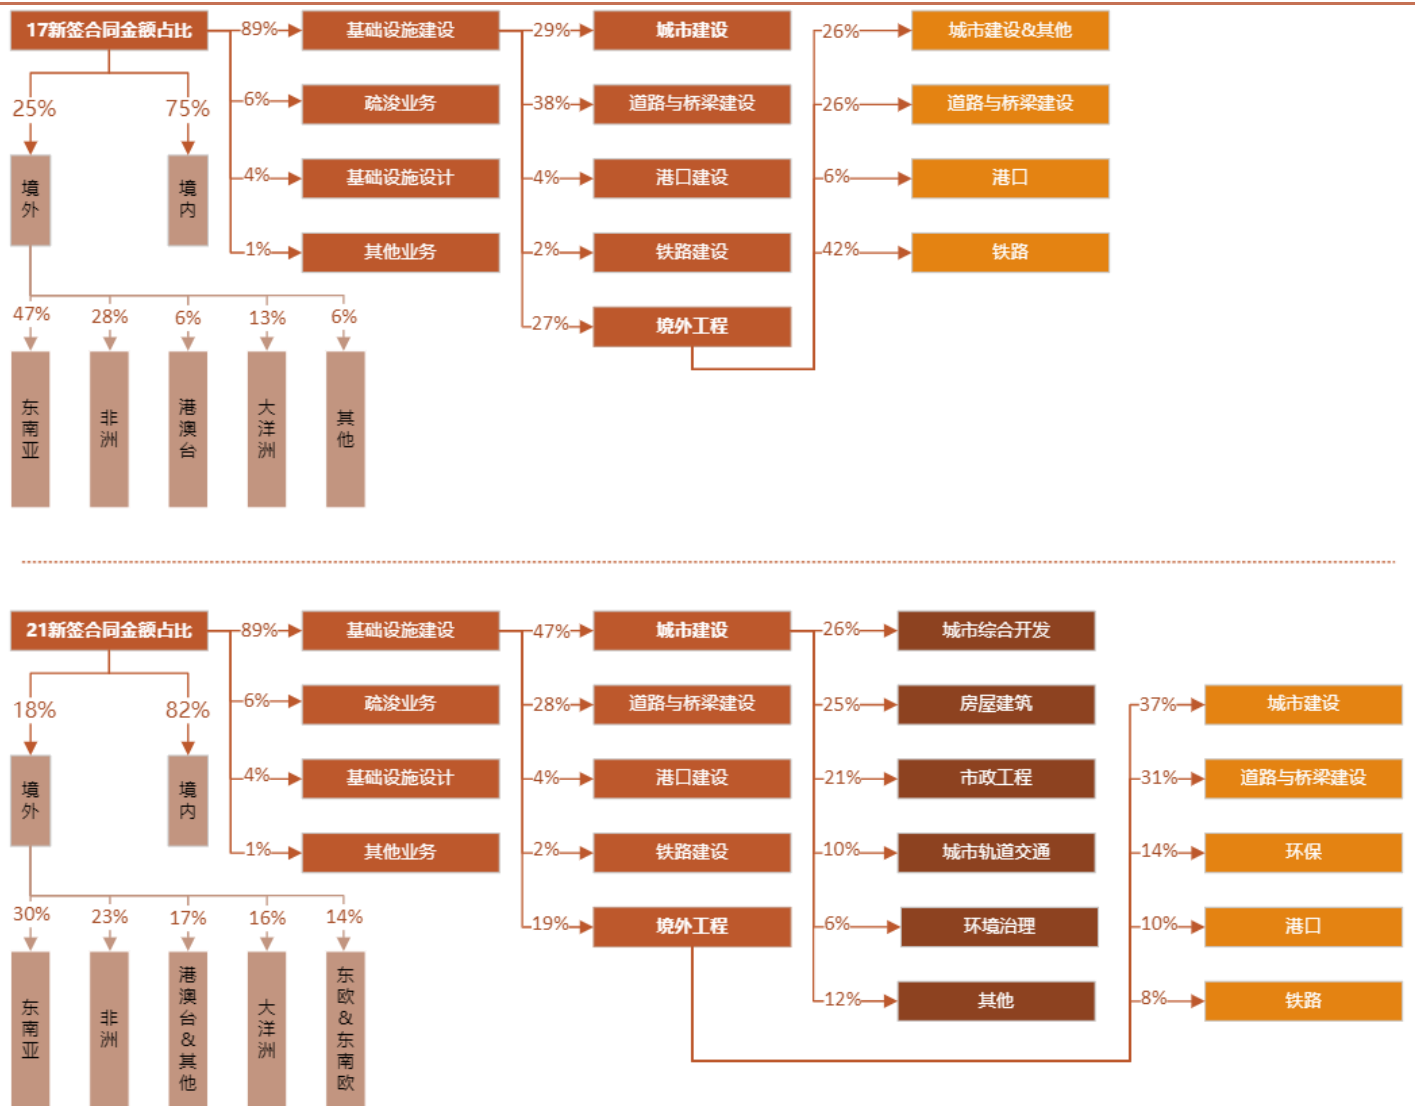 17新签合同金额占比
89%
基础设施建设
29%
城市建设
26%
城市建设&其他
25%
75%
6%
疏浚业务
38%
道路与桥梁建设
26%
道路与桥梁建设
境外
境内
4%
基础设施设计
4%
港口建设
6%
港口
1%
其他业务
2%
铁路建设
42%
铁路
47%
28%
6%
13%
6%
27%
境外工程
东南亚
非洲
港澳台
大洋洲
其他
21新签合同金额占比
89%
基础设施建设
47%
城市建设
26%
城市综合开发
18%
82%
6%
疏浚业务
28%
道路与桥梁建设
25%
房屋建筑
37%
城市建设
境外
境内
4%
基础设施设计
4%
港口建设
21%
市政工程
31%
道路与桥梁建设
1%
其他业务
2%
铁路建设
10%
城市轨道交通
14%
环保
30%
23%
17%
16%
14%
19%
境外工程
6%
环境治理
10%
港口
东南亚
非洲
港澳台&其他
大洋洲
东欧&东南欧
12%
其他
8%
铁路